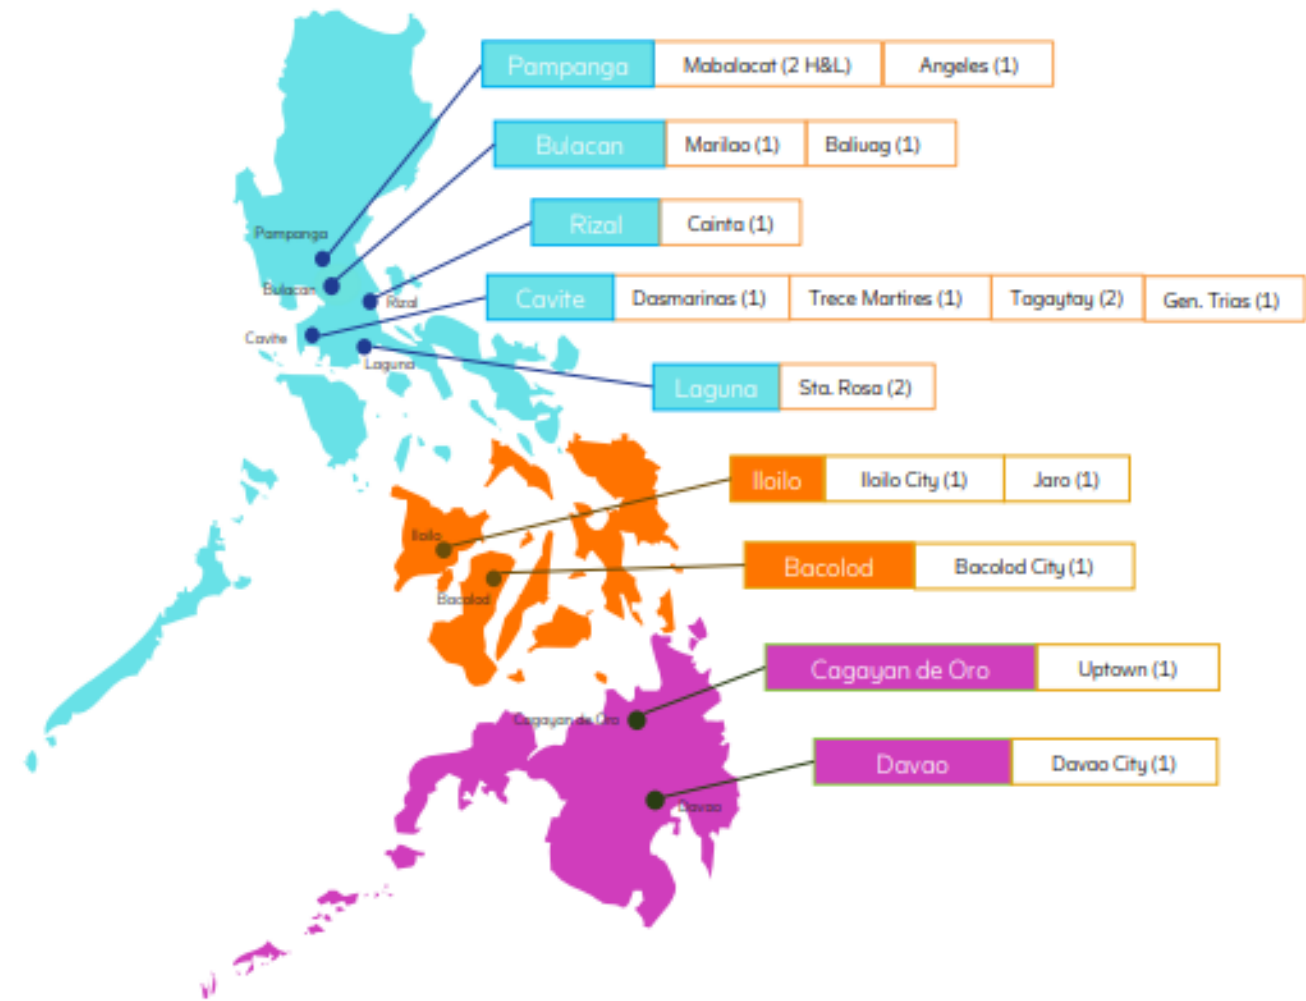 Pampanga Mabalacat (2 H&L) Angeles (1)
Bulacan Marilao (1) Baliuag (1)
Rizal Cainta (1)
Pampanga
Cavite Dasmarinas (1) Trece Martires (1) Tagaytay (2) Gen. Trias (1)
Bulacan
Rizal
Cavite
Laguna
Laguna Sta. Rosa (2)
Iloilo Iloilo City (1) Jaro (1)
Iloilo
Bacolod Bacolod City (1)
Bacolod
Cagayan de Oro Uptown (1)
Cagayan de Oro
Davao Davao City (1)
Davao